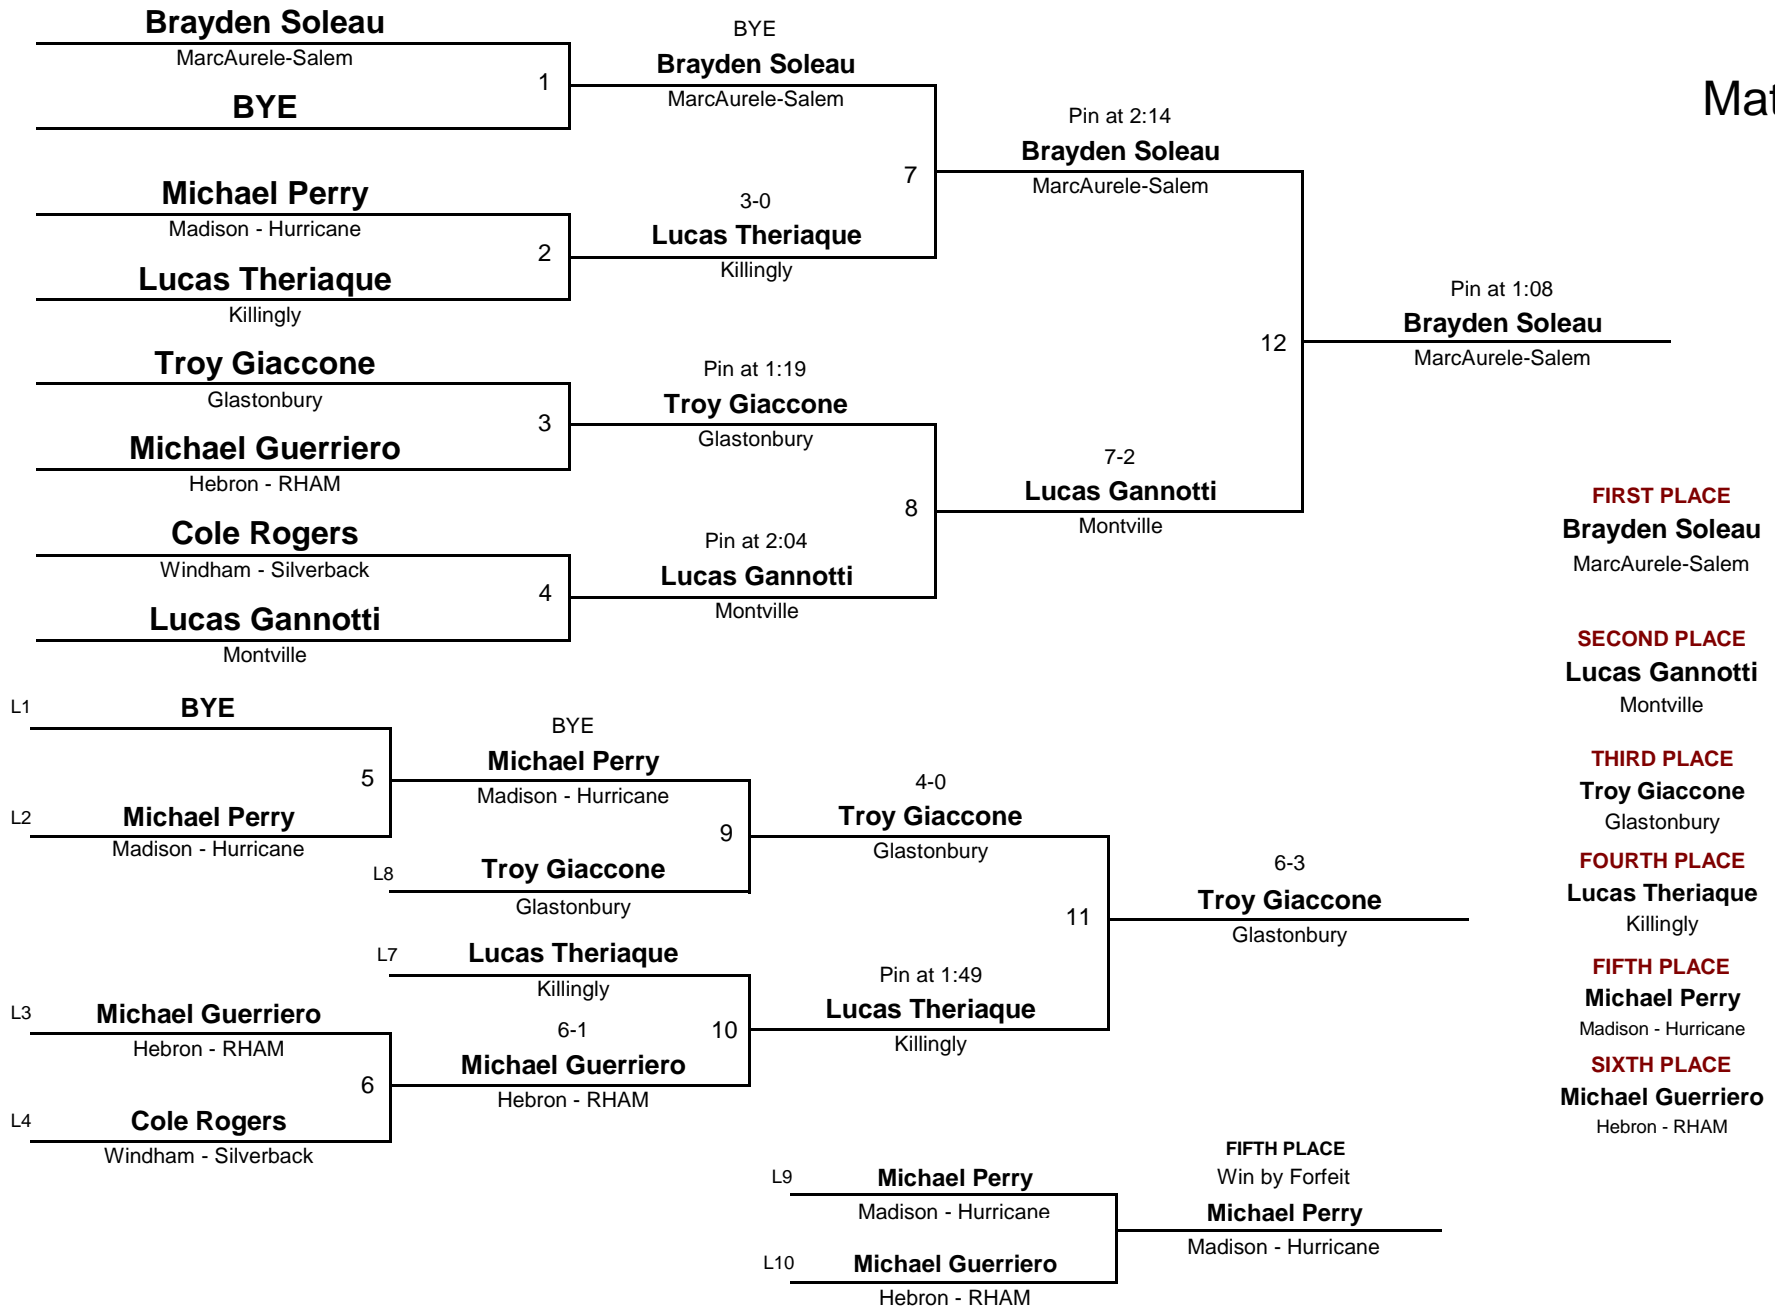 Brayden Soleau
MarcAurele-Salem
1
BYE
Michael Perry
Madison - Hurricane
2
Lucas Theriaque
Killingly
Troy Giaccone
Glastonbury
3
Michael Guerriero
Hebron - RHAM
Cole Rogers
Windham - Silverback
4
Lucas Gannotti
Montville
BYE
Brayden Soleau
MarcAurele-Salem
7
3-0
Lucas Theriaque
Killingly
Pin at 1:19
Troy Giaccone
Glastonbury
8
Pin at 2:04
Lucas Gannotti
Montville
Pin at 2:14
Brayden Soleau
MarcAurele-Salem
12
7-2
Lucas Gannotti
Montville
Pin at 1:08
Brayden Soleau
MarcAurele-Salem
Mat
L1
BYE
5
L2
Michael Perry
Madison - Hurricane
L3
Michael Guerriero
Hebron - RHAM
6
L4
Cole Rogers
Windham - Silverback
BYE
Michael Perry
Madison - Hurricane
9
L8
Troy Giaccone
Glastonbury
L7
Lucas Theriaque
Killingly
10
6-1
Michael Guerriero
Hebron - RHAM
4-0
Troy Giaccone
Glastonbury
11
Pin at 1:49
Lucas Theriaque
Killingly
6-3
Troy Giaccone
Glastonbury
L9
Michael Perry
Madison - Hurricane
L10
Michael Guerriero
Hebron - RHAM
FIFTH PLACE
Win by Forfeit
Michael Perry
Madison - Hurricane
FIRST PLACE
Brayden Soleau
MarcAurele-Salem
SECOND PLACE
Lucas Gannotti
Montville
THIRD PLACE
Troy Giaccone
Glastonbury
FOURTH PLACE
Lucas Theriaque
Killingly
FIFTH PLACE
Michael Perry
Madison - Hurricane
SIXTH PLACE
Michael Guerriero
Hebron - RHAM